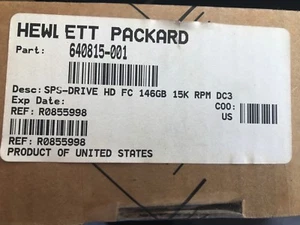 HEWLETT PACKARD
Part: 640815-001
Desc: SPS-DRIVE HD FC 146GB 15K RPM DC3
Exp Date:
COO:
REF: R0855998
US
REF: R0855998
PRODUCT OF UNITED STATES